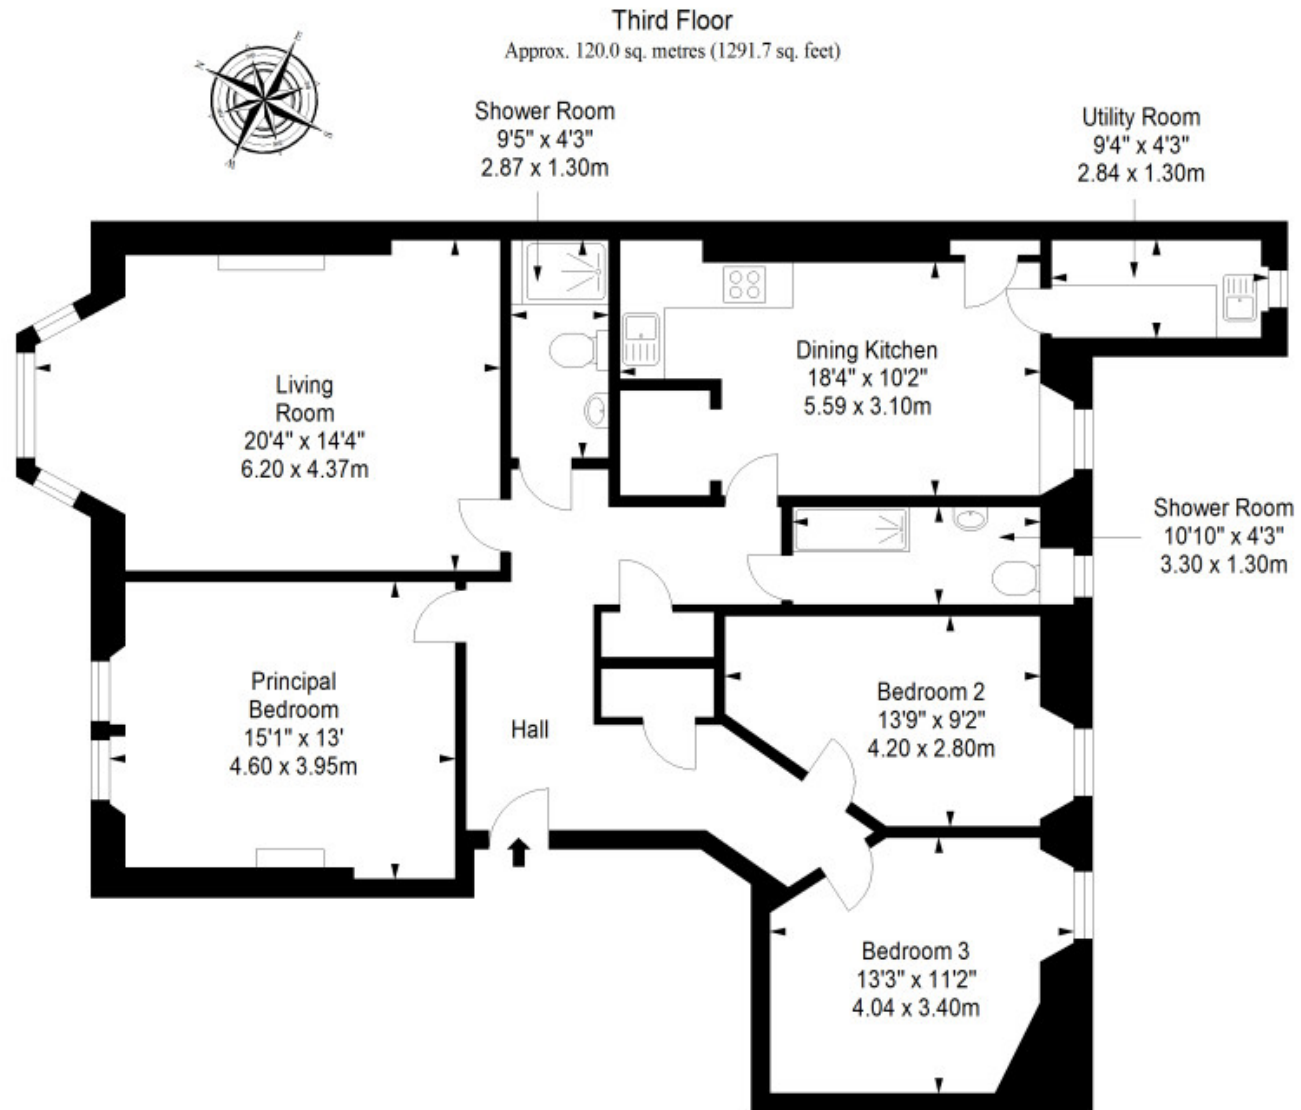 Third Floor
Approx. 120.0 sq. metres (1291.7 sq. feet)
N
E
S
W
Shower Room
9'5" x 4'3"
2.87 x 1.30m
Utility Room
9'4" x 4'3"
2.84 x 1.30m
Living
Room
20'4" x 14'4"
6.20 x 4.37m
Dining Kitchen
18'4" x 10'2"
5.59 x 3.10m
Shower Room
10'10" x 4'3"
3.30 x 1.30m
Principal
Bedroom
15'1" x 13'
4.60 x 3.95m
Hall
Bedroom 2
13'9" x 9'2"
4.20 x 2.80m
Bedroom 3
13'3" x 11'2"
4.04 x 3.40m